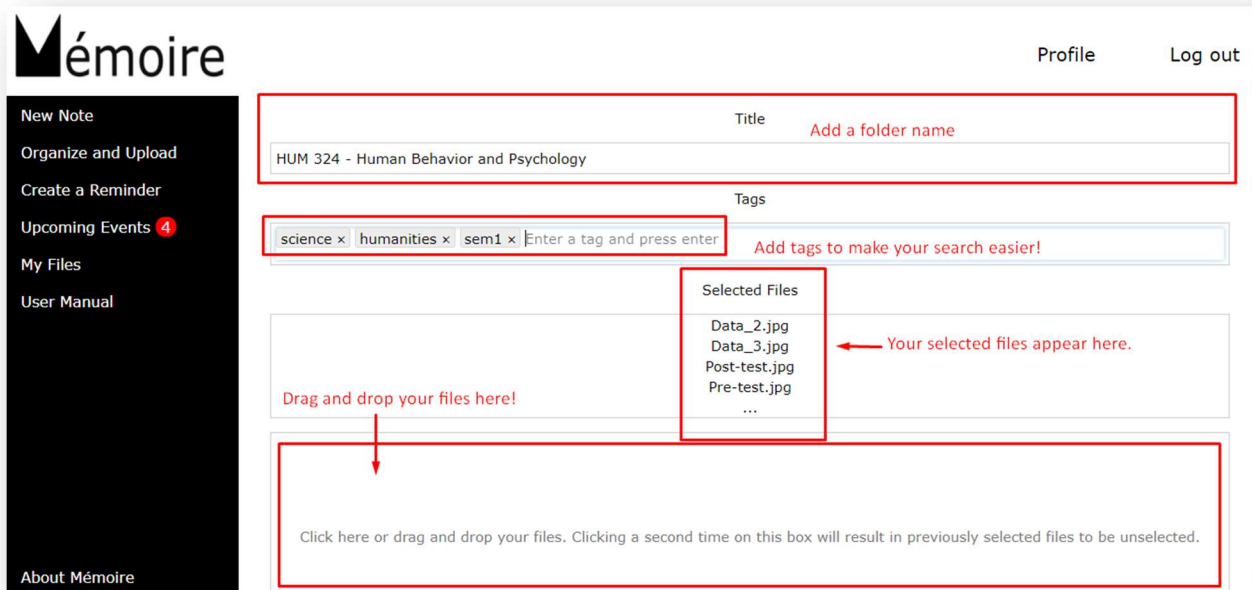 Mémoire
Profile
Log out
New Note
Organize and Upload
Create a Reminder
Upcoming Events 4
My Files
User Manual
About Mémoire
Title
Add a folder name
HUM 324 - Human Behavior and Psychology
Tags
science × humanities × sem1 × Enter a tag and press enter
Add tags to make your search easier!
Selected Files
Data_2.jpg
Data_3.jpg
Post-test.jpg
Pre-test.jpg
...
Your selected files appear here.
Drag and drop your files here!
Click here or drag and drop your files. Clicking a second time on this box will result in previously selected files to be unselected.